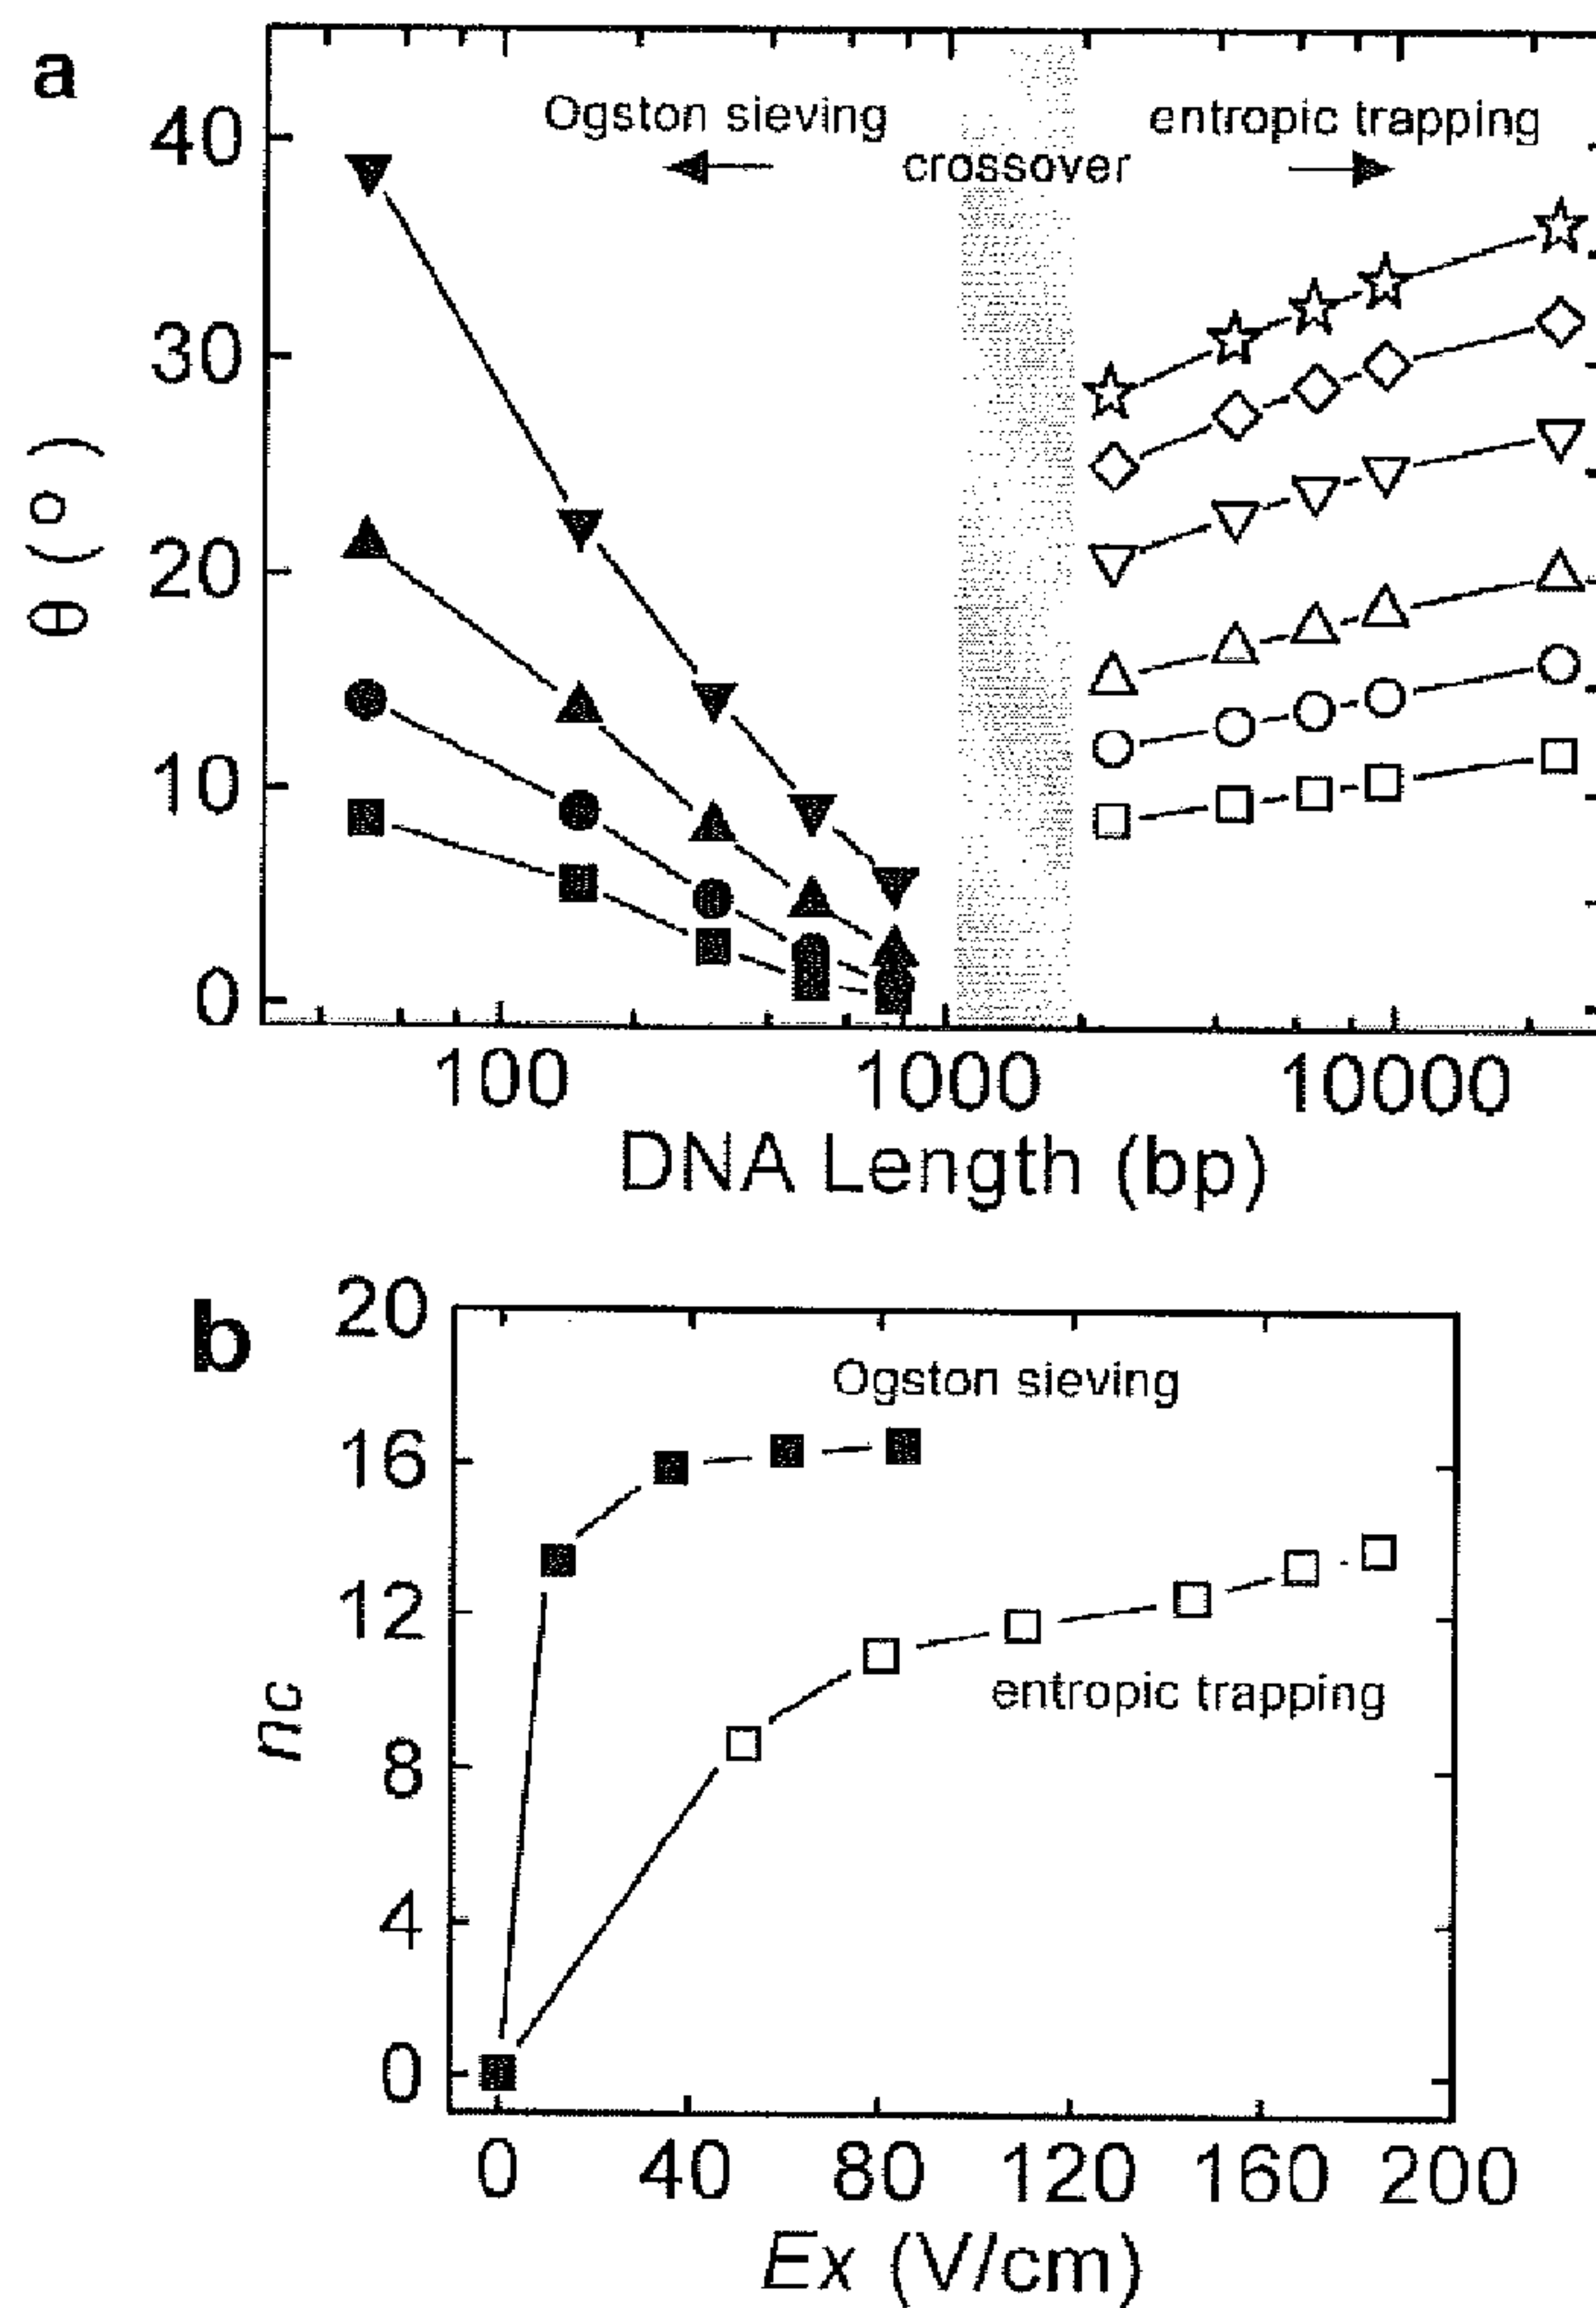 a
Ogston sieving
entropic trapping
crossover
40
30
20
10
0
θ (o)
100
1000
10000
DNA Length (bp)
b
20
16
12
8
4
0
nc
Ogston sieving
entropic trapping
0
40
80
120
160
200
Ex (V/cm)